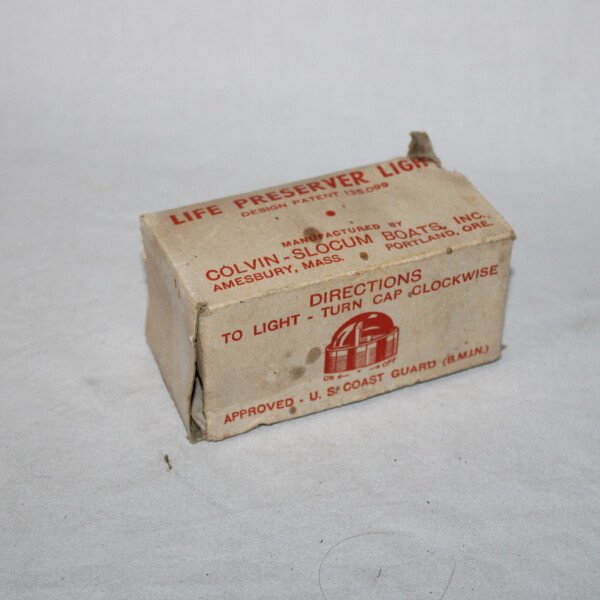 LIFE PRESERVER LIGHT
DESIGN PATENT 135,099
MANUFACTURED BY
COLVIN-SLOCUM BOATS, INC.,
AMESBURY, MASS. PORTLAND, ORE.
DIRECTIONS
TO LIGHT - TURN CAP CLOCKWISE
ON ← → OFF
APPROVED - U. S. COAST GUARD (B.M.I.N.)